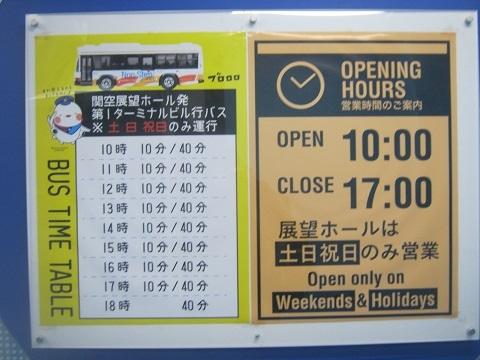 Non-Step
ブロロロ
関空展望ホール発
第1ターミナルビル行バス
※ 土 日 祝日のみ運行
10時 10分/40分
11時 10分/40分
12時 10分/40分
13時 10分/40分
14時 10分/40分
15時 10分/40分
16時 10分/40分
17時 10分/40分
18時 40分
BUS TIME TABLE
OPENING
HOURS
営業時間のご案内
OPEN 10:00
CLOSE 17:00
展望ホールは
土日祝日のみ営業
Open only on
Weekends & Holidays